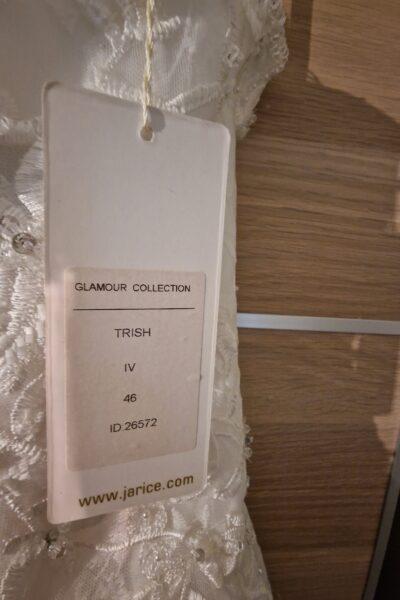 GLAMOUR COLLECTION
TRISH
IV
46
ID:26572
www.jarice.com